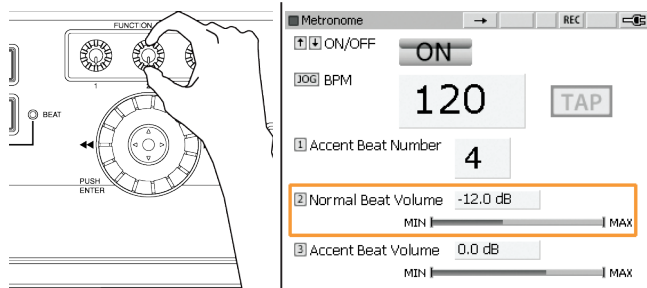 FUNCTION
1
BEAT
PUSH
ENTER
Metronome
→ REC
↑ ↓ ON/OFF ON
JOG BPM 120 TAP
1 Accent Beat Number 4
2 Normal Beat Volume -12.0 dB
MIN MAX
3 Accent Beat Volume 0.0 dB
MIN MAX